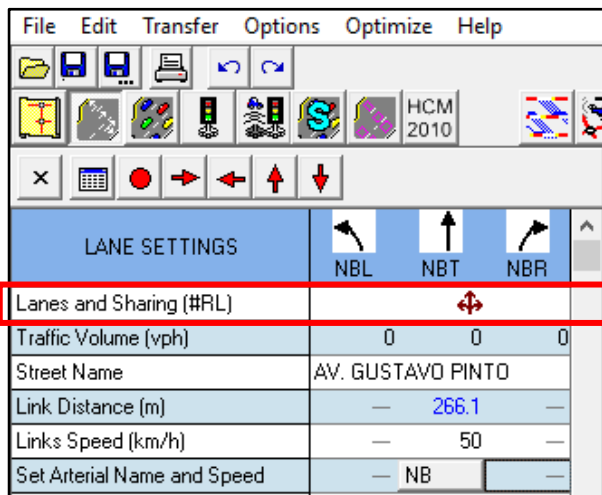 File Edit Transfer Options Optimize Help
HCM
2010
LANE SETTINGS
NBL NBT NBR
Lanes and Sharing (#RL)
Traffic Volume (vph) 0 0 0
Street Name AV. GUSTAVO PINTO
Link Distance (m) — 266.1 —
Links Speed (km/h) — 50 —
Set Arterial Name and Speed — NB —